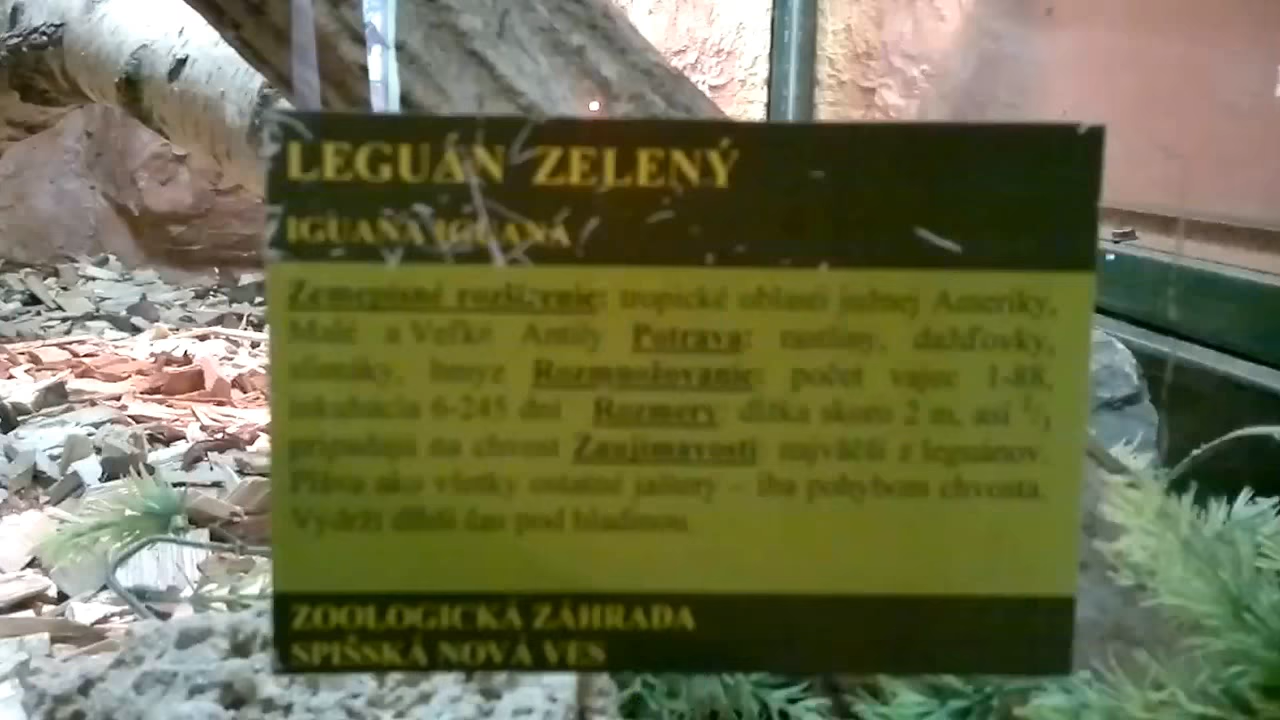 LEGUÁN ZELENÝ
IGUANA IGUANA
Zemepisné rozšírenie: tropické oblasti južnej Ameriky,
Malé a Veľké Antily Potrava: rastliny, dážďovky,
slimáky, hmyz Rozmnožovanie: počet vajec 1-88,
inkubácia 6-245 dní Rozmery: dĺžka skoro 2 m, asi
pripadajú na chvost Zaujímavosti: najväčší z leguánov.
Pláva ako všetky ostatné jaštery - iba pohybom chvosta.
Vydrží dlhší čas pod hladinou.
ZOOLOGICKÁ ZÁHRADA
SPIŠSKÁ NOVÁ VES